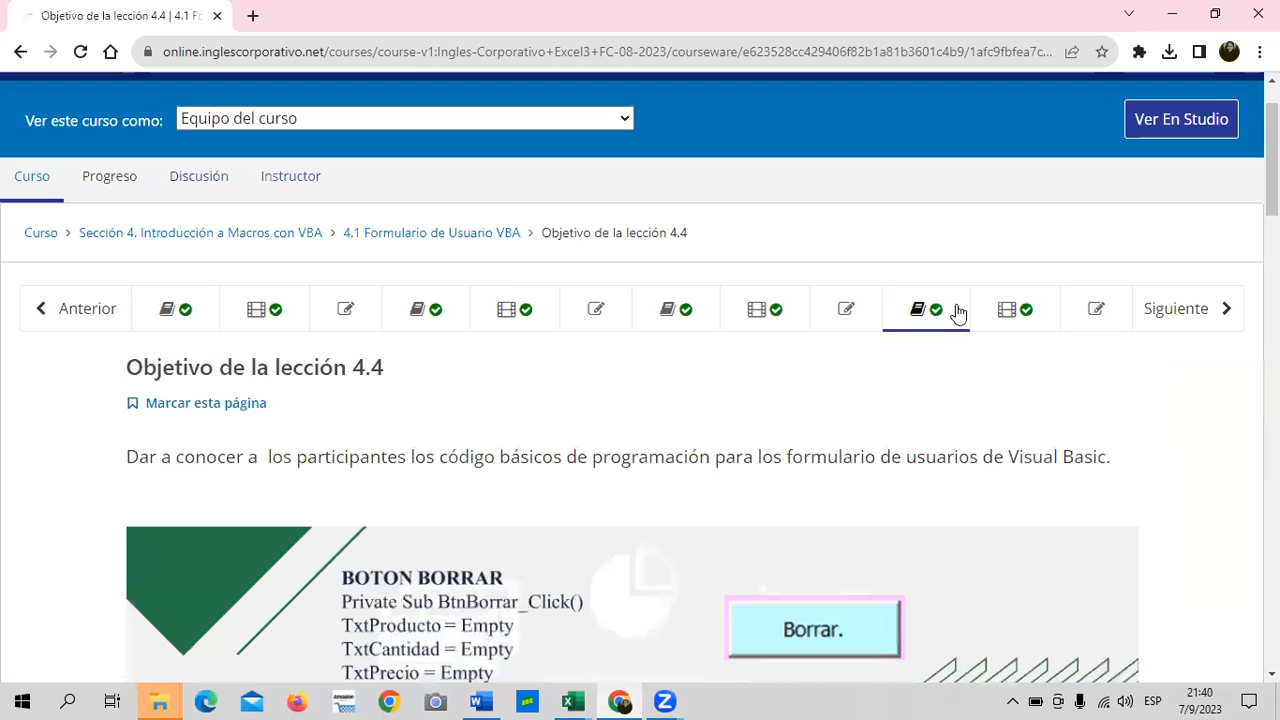 Objetivo de la lección 4.4 | 4.1 Fo
online.inglescorporativo.net/courses/course-v1:Ingles-Corporativo+Excel3+FC-08-2023/courseware/e623528cc429406f82b1a81b3601c4b9/1afc9fbfea7c...
Ver este curso como: Equipo del curso Ver En Studio
Curso Progreso Discusión Instructor
Curso > Sección 4. Introducción a Macros con VBA > 4.1 Formulario de Usuario VBA > Objetivo de la lección 4.4
Anterior Siguiente
Objetivo de la lección 4.4
Marcar esta página
Dar a conocer a los participantes los código básicos de programación para los formulario de usuarios de Visual Basic.
BOTON BORRAR
Private Sub BtnBorrar_Click()
TxtProducto = Empty
TxtCantidad = Empty
TxtPrecio = Empty
Borrar.
ESP
21:40
7/9/2023